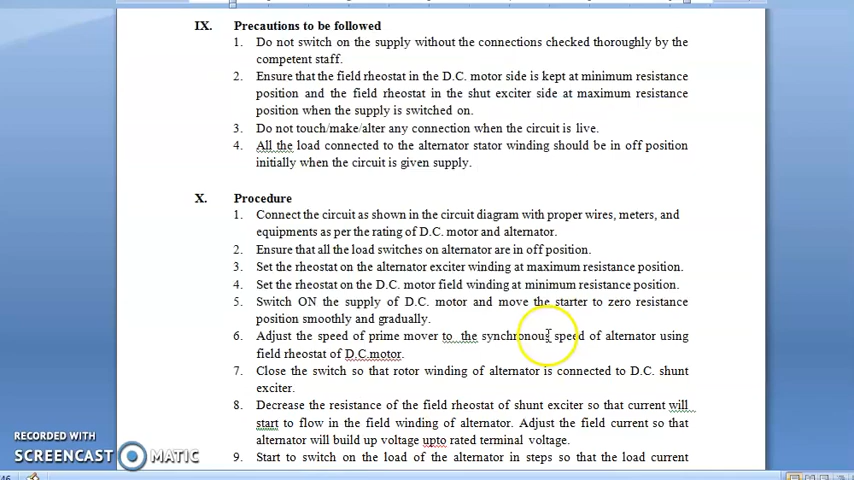 IX. Precautions to be followed
1. Do not switch on the supply without the connections checked thoroughly by the
competent staff.
2. Ensure that the field rheostat in the D.C. motor side is kept at minimum resistance
position and the field rheostat in the shut exciter side at maximum resistance
position when the supply is switched on.
3. Do not touch/make/alter any connection when the circuit is live.
4. All the load connected to the alternator stator winding should be in off position
initially when the circuit is given supply.
X. Procedure
1. Connect the circuit as shown in the circuit diagram with proper wires, meters, and
equipments as per the rating of D.C. motor and alternator.
2. Ensure that all the load switches on alternator are in off position.
3. Set the rheostat on the alternator exciter winding at maximum resistance position.
4. Set the rheostat on the D.C. motor field winding at minimum resistance position.
5. Switch ON the supply of D.C. motor and move the starter to zero resistance
position smoothly and gradually.
6. Adjust the speed of prime mover to the synchronous speed of alternator using
field rheostat of D.C.motor.
7. Close the switch so that rotor winding of alternator is connected to D.C. shunt
exciter.
8. Decrease the resistance of the field rheostat of shunt exciter so that current will
start to flow in the field winding of alternator. Adjust the field current so that
alternator will build up voltage upto rated terminal voltage.
9. Start to switch on the load of the alternator in steps so that the load current
RECORDED WITH
SCREENCAST MATIC
46